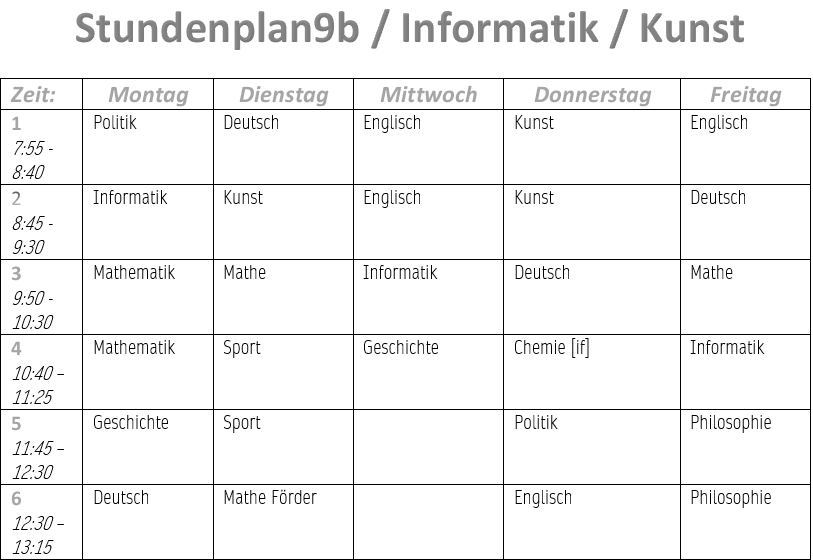 Stundenplan9b / Informatik / Kunst
Zeit: Montag Dienstag Mittwoch Donnerstag Freitag
1 Politik Deutsch Englisch Kunst Englisch
7:55 -
8:40
2 Informatik Kunst Englisch Kunst Deutsch
8:45 -
9:30
3 Mathematik Mathe Informatik Deutsch Mathe
9:50 -
10:30
4 Mathematik Sport Geschichte Chemie [if] Informatik
10:40 –
11:25
5 Geschichte Sport Politik Philosophie
11:45 –
12:30
6 Deutsch Mathe Förder Englisch Philosophie
12:30 –
13:15